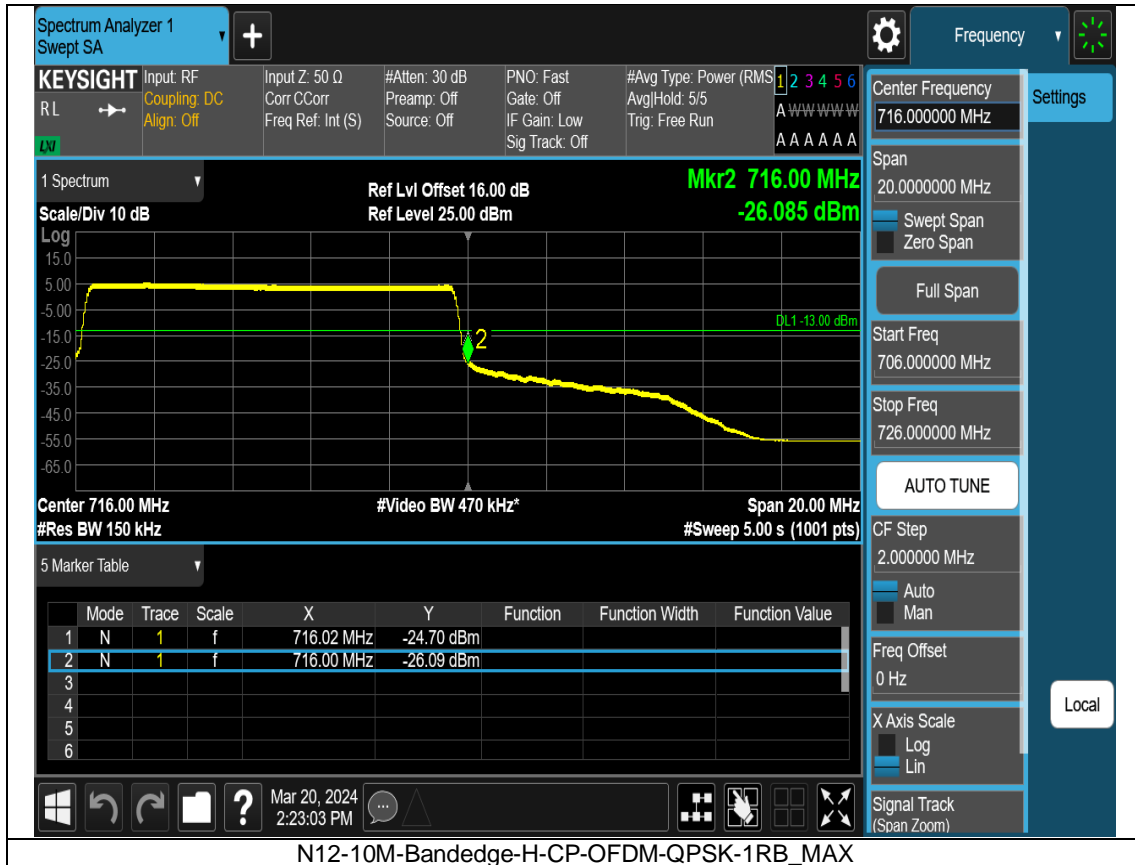 Spectrum Analyzer 1
Swept SA
Frequency
KEYSIGHT
RL
LXI
Input: RF
Coupling: DC
Align: Off
Input Z: 50 Ω
Corr CCorr
Freq Ref: Int (S)
#Atten: 30 dB
Preamp: Off
Source: Off
PNO: Fast
Gate: Off
IF Gain: Low
Sig Track: Off
#Avg Type: Power (RMS
Avg|Hold: 5/5
Trig: Free Run
1 2 3 4 5 6
A W W W W W
A A A A A A
1 Spectrum
Scale/Div 10 dB
Ref Lvl Offset 16.00 dB
Ref Level 25.00 dBm
Mkr2 716.00 MHz
-26.085 dBm
Log
15.0
5.00
-5.00
-15.0
-25.0
-35.0
-45.0
-55.0
-65.0
DL1 -13.00 dBm
2
Center 716.00 MHz
#Video BW 470 kHz*
Span 20.00 MHz
#Res BW 150 kHz
#Sweep 5.00 s (1001 pts)
5 Marker Table
Mode Trace Scale X Y Function Function Width Function Value
1 N 1 f 716.02 MHz -24.70 dBm
2 N 1 f 716.00 MHz -26.09 dBm
3
4
5
6
Mar 20, 2024
2:23:03 PM
Center Frequency
716.000000 MHz
Settings
Span
20.0000000 MHz
Swept Span
Zero Span
Full Span
Start Freq
706.000000 MHz
Stop Freq
726.000000 MHz
AUTO TUNE
CF Step
2.000000 MHz
Auto
Man
Freq Offset
0 Hz
X Axis Scale
Log
Lin
Local
Signal Track
(Span Zoom)
N12-10M-Bandedge-H-CP-OFDM-QPSK-1RB_MAX